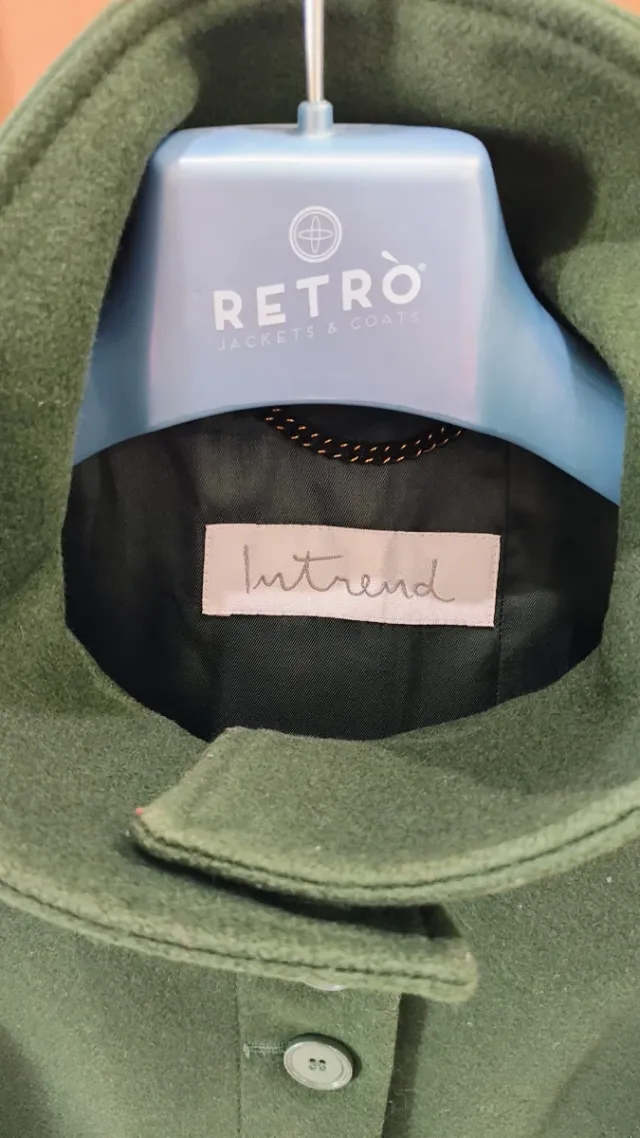 RETRÒ®
JACKETS & COATS
Intrend